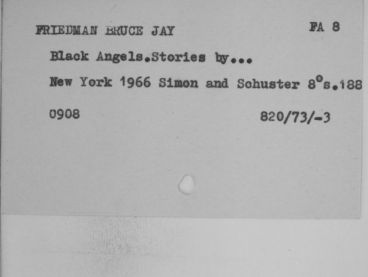 FRIEDMAN BRUCE JAY FA 8
Black Angels.Stories by...
New York 1966 Simon and Schuster 8ºs.188
0908 820/73/-3